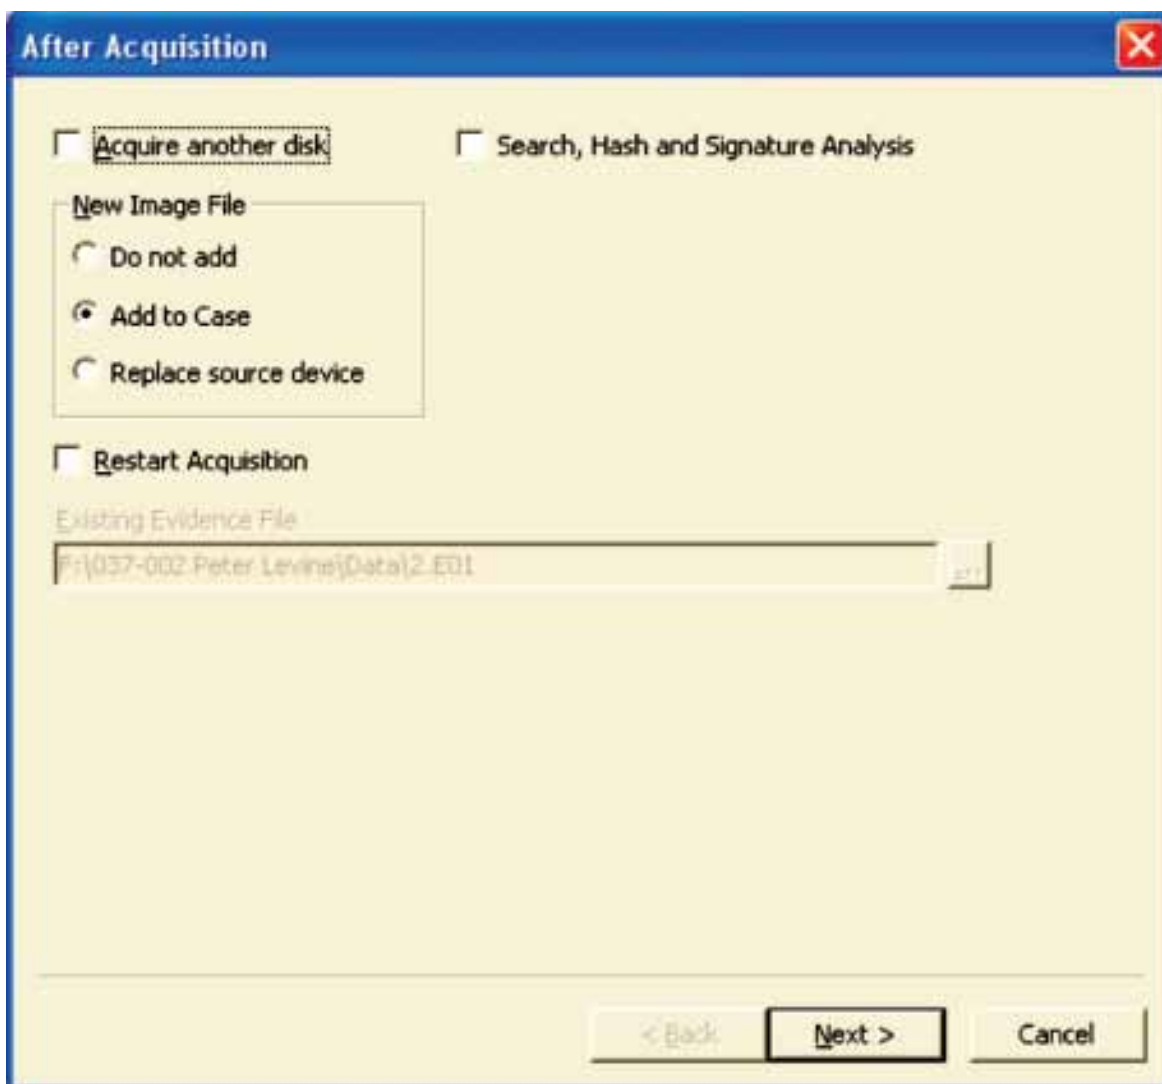 After Acquisition
Acquire another disk
Search, Hash and Signature Analysis
New Image File
Do not add
Add to Case
Replace source device
Restart Acquisition
Existing Evidence File
F:\037-002 Peter Levine\Data\2.E01
< Back
Next >
Cancel